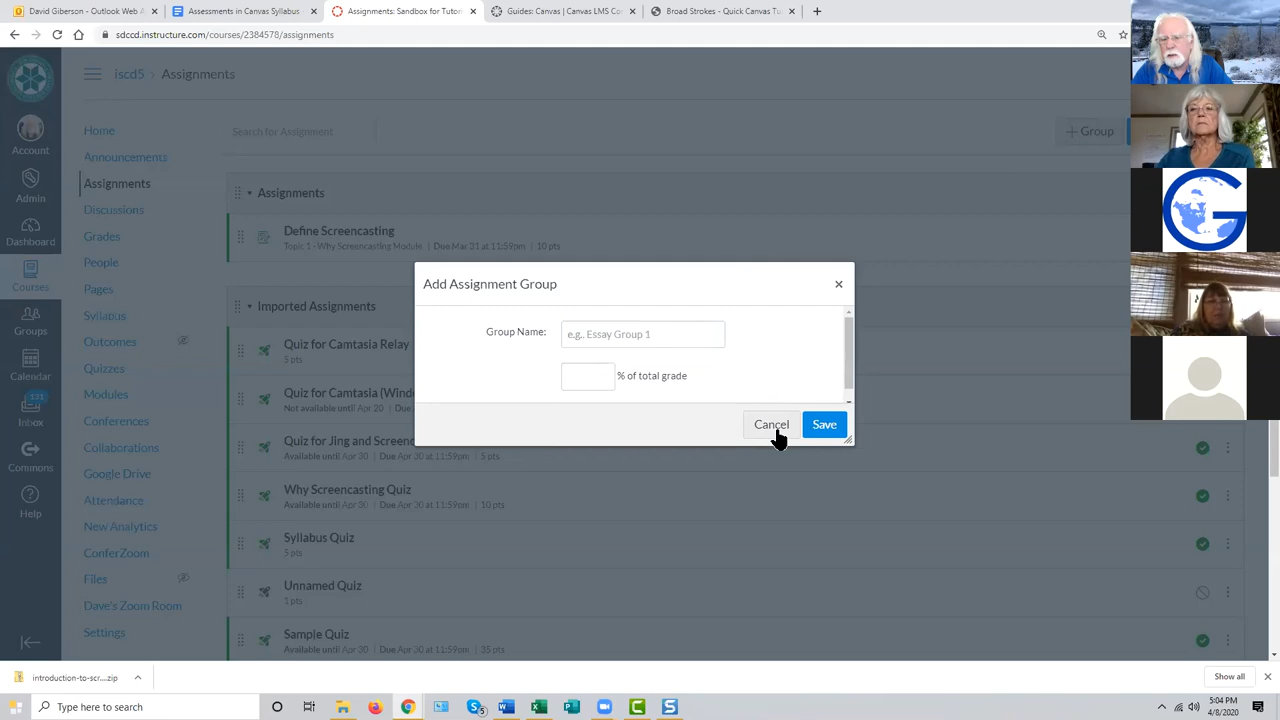 David Giberson - Outlook Web A
Assessments in Canvas Syllabus
Assignments: Sandbox for Tutori
Guides: Canvas | Canvas LMS Co
Broad Strokes - Quick Canvas Tu
sdccd.instructure.com/courses/2384578/assignments
iscd5 › Assignments
Account
Admin
Dashboard
Courses
Groups
Calendar
131
Inbox
Commons
Help
Home
Announcements
Assignments
Discussions
Grades
People
Pages
Syllabus
Outcomes
Quizzes
Modules
Conferences
Collaborations
Google Drive
Attendance
New Analytics
ConferZoom
Files
Dave's Zoom Room
Settings
Search for Assignment
+ Group
Assignments
Define Screencasting
Topic 1 - Why Screencasting Module | Due Mar 31 at 11:59pm | 10 pts
Imported Assignments
Quiz for Camtasia Relay
5 pts
Quiz for Camtasia (Windo
Not available until Apr 20 | Due
Quiz for Jing and Screenc
Available until Apr 30 | Due Apr 30 at 11:59pm | 5 pts
Why Screencasting Quiz
Available until Apr 30 | Due Apr 30 at 11:59pm | 10 pts
Syllabus Quiz
5 pts
Unnamed Quiz
1 pts
Sample Quiz
Available until Apr 30 | Due Apr 30 at 11:59pm | 35 pts
Add Assignment Group
Group Name:
e.g., Essay Group 1
% of total grade
Cancel
Save
G
introduction-to-scr....zip
Show all
Type here to search
5
5:04 PM
4/8/2020